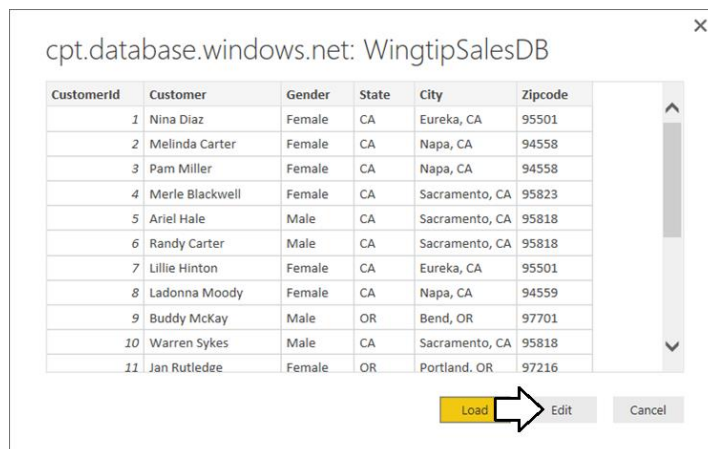 cpt.database.windows.net: WingtipSalesDB
CustomerId Customer Gender State City Zipcode
1 Nina Diaz Female CA Eureka, CA 95501
2 Melinda Carter Female CA Napa, CA 94558
3 Pam Miller Female CA Napa, CA 94558
4 Merle Blackwell Female CA Sacramento, CA 95823
5 Ariel Hale Male CA Sacramento, CA 95818
6 Randy Carter Male CA Sacramento, CA 95818
7 Lillie Hinton Female CA Eureka, CA 95501
8 Ladonna Moody Female CA Napa, CA 94559
9 Buddy McKay Male OR Bend, OR 97701
10 Warren Sykes Male CA Sacramento, CA 95818
11 Jan Rutledge Female OR Portland, OR 97216
Load Edit Cancel